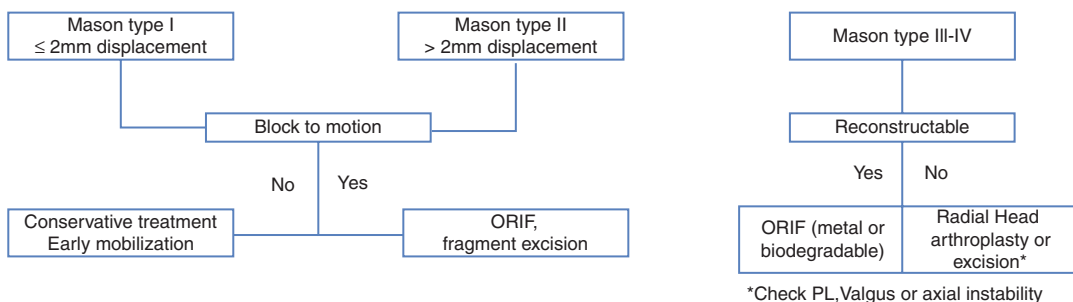 Mason type I
≤ 2mm displacement
Mason type II
> 2mm displacement
Block to motion
No
Yes
Conservative treatment
Early mobilization
ORIF,
fragment excision
Mason type III-IV
Reconstructable
Yes
No
ORIF (metal or
biodegradable)
Radial Head
arthroplasty or
excision*
*Check PL,Valgus or axial instability